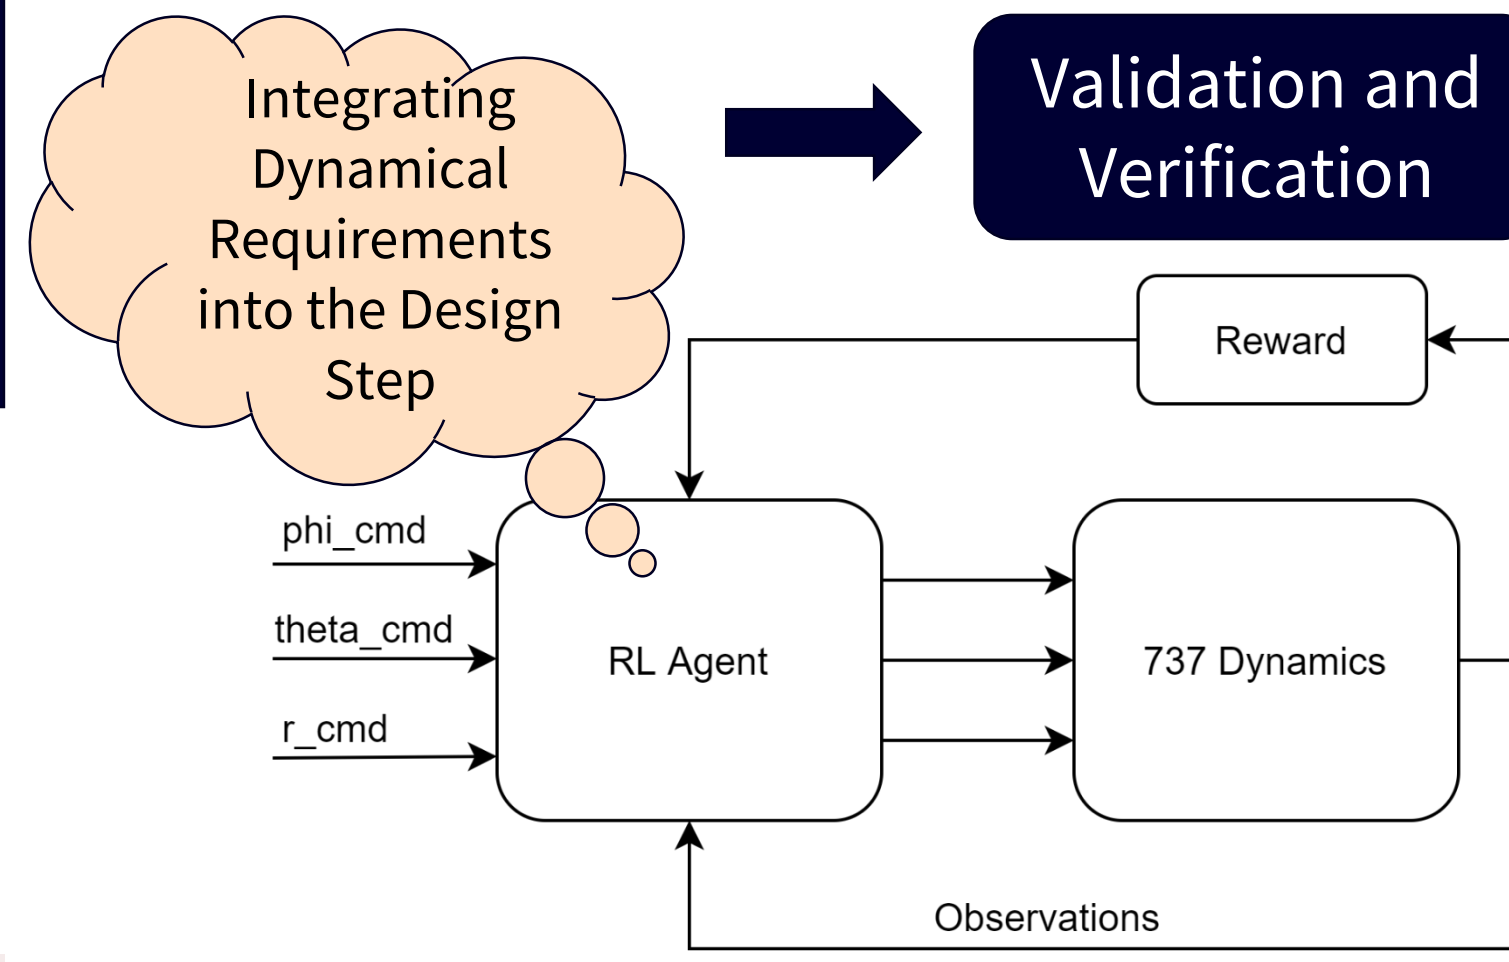 Integrating
Dynamical
Requirements
into the Design
Step
Validation and
Verification
Reward
phi_cmd
theta_cmd
r_cmd
RL Agent
737 Dynamics
Observations